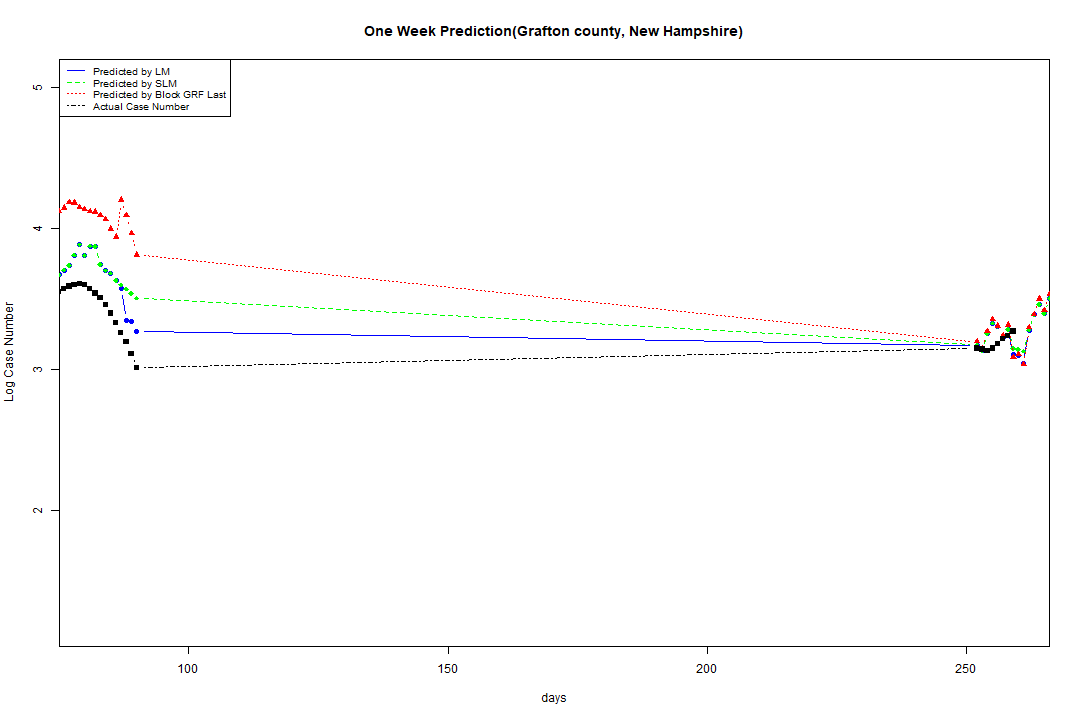 One Week Prediction(Grafton county, New Hampshire)
Predicted by LM
Predicted by SLM
Predicted by Block GRF Last
Actual Case Number
5
4
3
2
Log Case Number
100
150
200
250
days